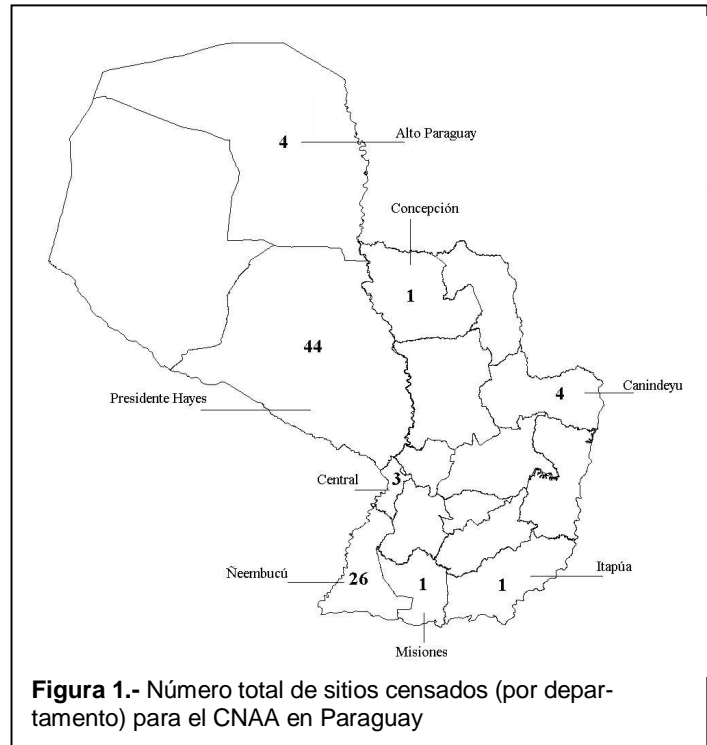 4
Alto Paraguay
Concepción
1
44
4
Canindeyu
Presidente Hayes
Central
3
Ñeembucú
26
1
1
Itapúa
Misiones
Figura 1.- Número total de sitios censados (por depar-
tamento) para el CNAA en Paraguay